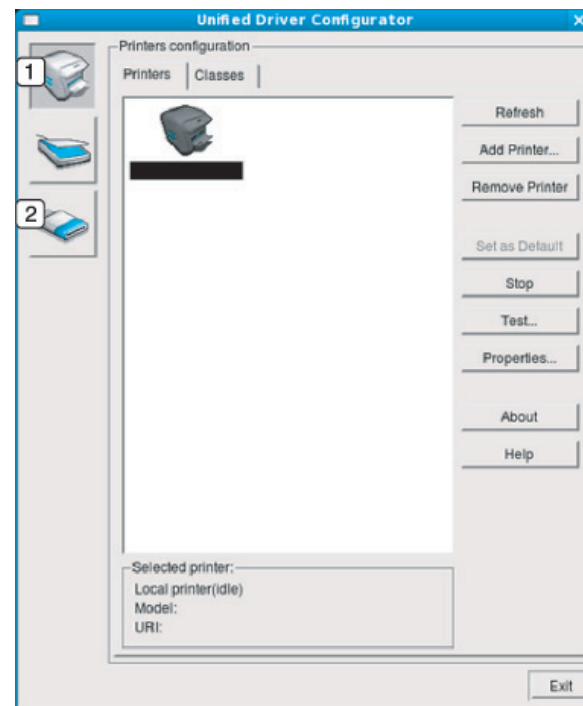 Unified Driver Configurator
1
2
Printers configuration
Printers
Classes
Refresh
Add Printer...
Remove Printer
Set as Default
Stop
Test...
Properties...
About
Help
Selected printer:
Local printer(idle)
Model:
URI:
Exit